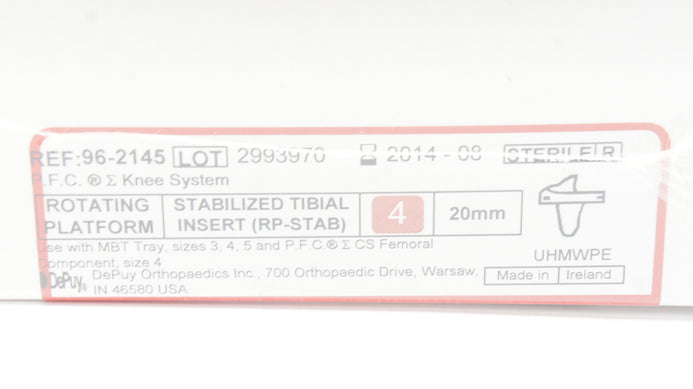 REF:96-2145 LOT 2993970 2014-08 STERILE R
P.F.C. ® Σ Knee System
ROTATING PLATFORM STABILIZED TIBIAL INSERT (RP-STAB) 4 20mm
Use with MBT Tray, sizes 3, 4, 5 and P.F.C.® Σ CS Femoral
Component, size 4
UHMWPE
DePuy® DePuy Orthopaedics Inc., 700 Orthopaedic Drive, Warsaw,
IN 46580 USA
Made in Ireland